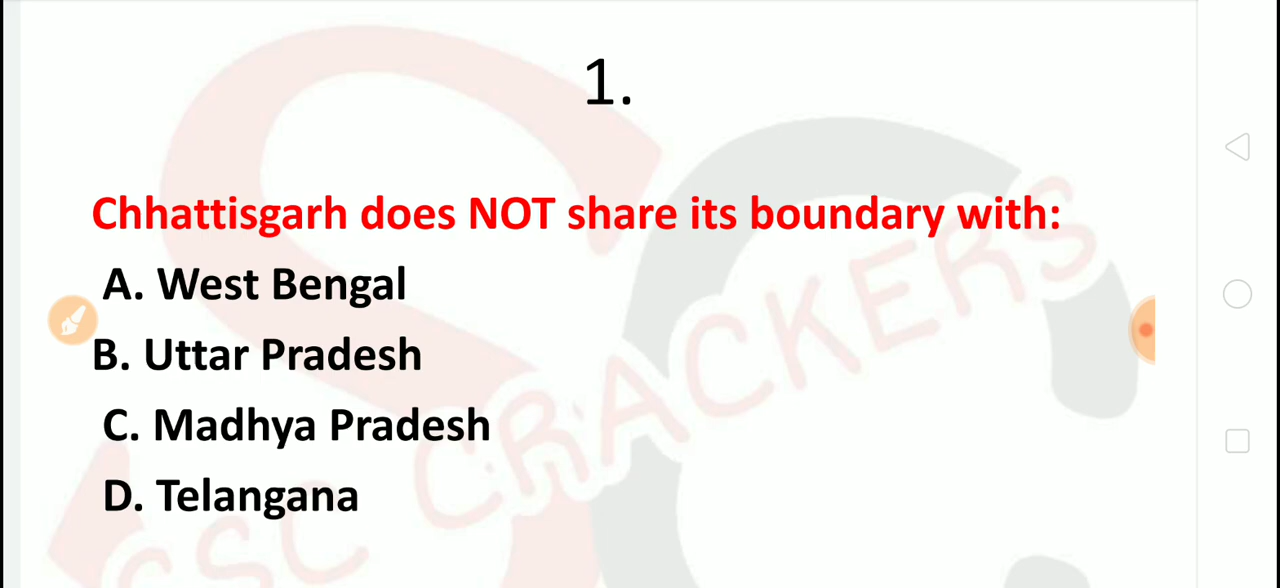 1.
Chhattisgarh does NOT share its boundary with:
A. West Bengal
B. Uttar Pradesh
C. Madhya Pradesh
D. Telangana
SSC CRACKERS